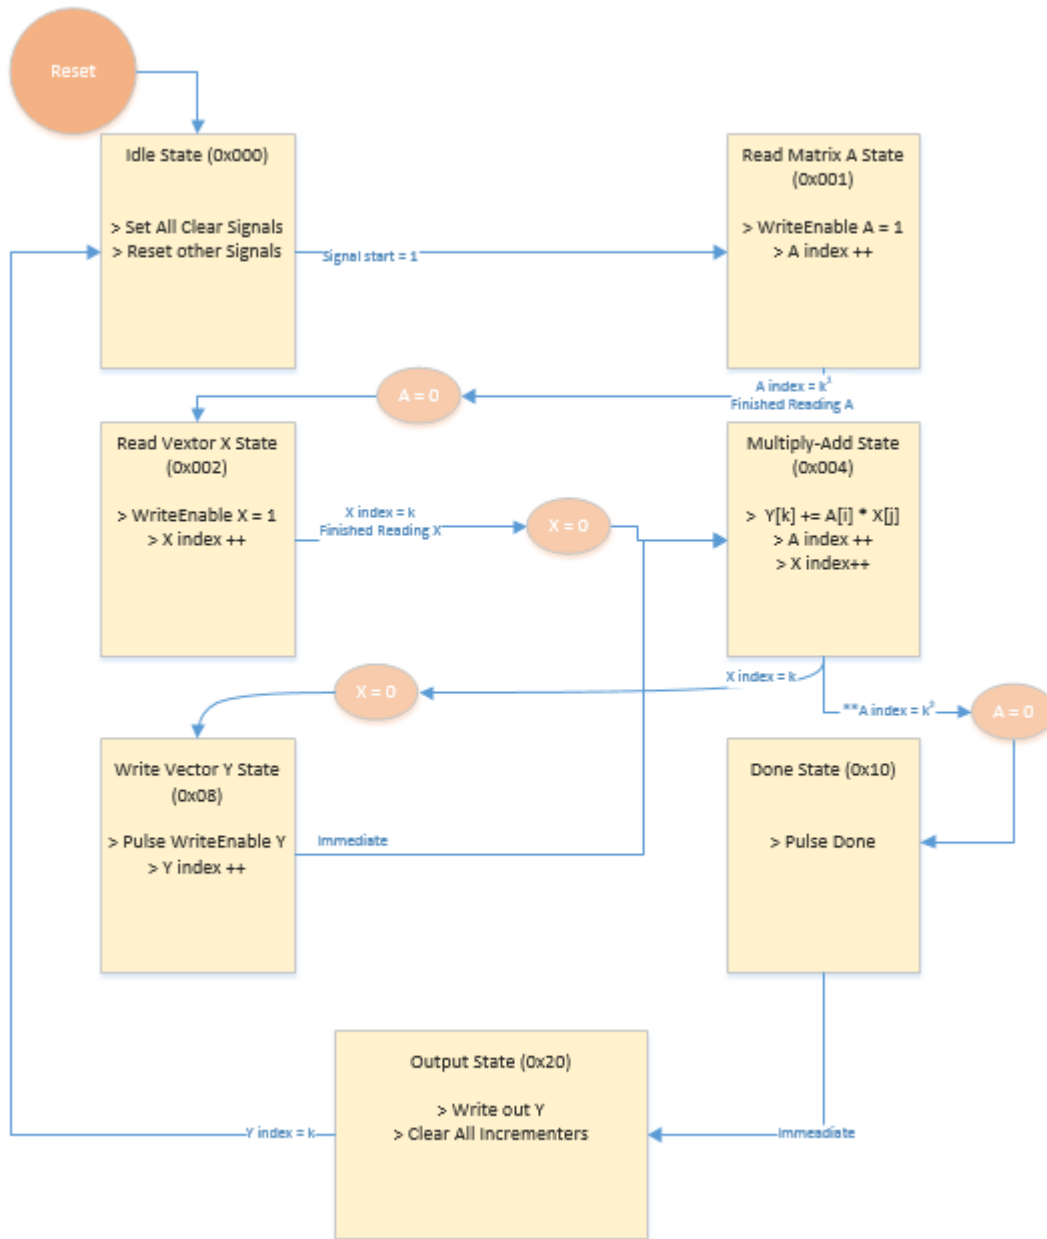 Reset
Idle State (0x000)
> Set All Clear Signals
> Reset other Signals
Signal start = 1
Read Matrix A State
(0x001)
> WriteEnable A = 1
> A index ++
A index = k²
Finished Reading A
A = 0
Read Vextor X State
(0x002)
> WriteEnable X = 1
> X index ++
X index = k
Finished Reading X
X = 0
Multiply-Add State
(0x004)
> Y[k] += A[i] * X[j]
> A index ++
> X index++
X index = k
X = 0
**A index = k²
A = 0
Write Vector Y State
(0x08)
> Pulse WriteEnable Y
> Y index ++
Immediate
Done State (0x10)
> Pulse Done
Immeadiate
Output State (0x20)
> Write out Y
> Clear All Incrementers
Y index = k